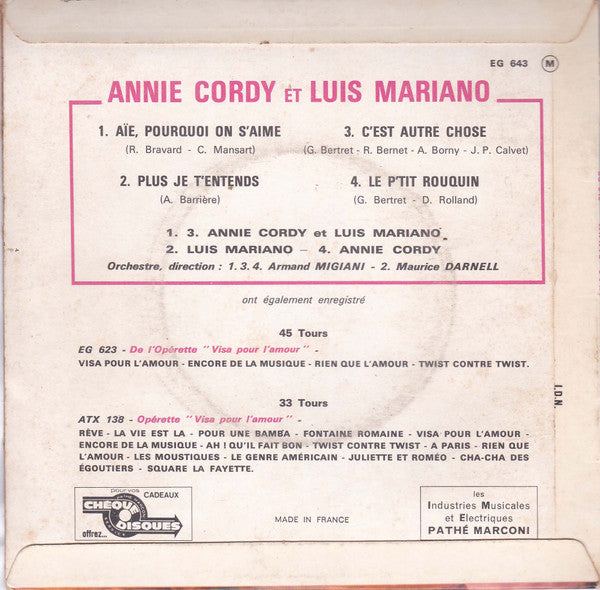 EG 643 M
ANNIE CORDY ET LUIS MARIANO
1. AÏE, POURQUOI ON S'AIME
(R. Bravard - C. Mansart)
2. PLUS JE T'ENTENDS
(A. Barrière)
3. C'EST AUTRE CHOSE
(G. Bertret - R. Bernet - A. Borny - J. P. Calvet)
4. LE P'TIT ROUQUIN
(G. Bertret - D. Rolland)
1. 3. ANNIE CORDY et LUIS MARIANO
2. LUIS MARIANO - 4. ANNIE CORDY
Orchestre, direction : 1. 3. 4. Armand MIGIANI - 2. Maurice DARNELL
ont également enregistré
45 Tours
EG 623 - De l'Opérette "Visa pour l'amour" -
VISA POUR L'AMOUR - ENCORE DE LA MUSIQUE - RIEN QUE L'AMOUR - TWIST CONTRE TWIST.
33 Tours
ATX 138 - Opérette "Visa pour l'amour" -
RÊVE - LA VIE EST LA - POUR UNE BAMBA - FONTAINE ROMAINE - VISA POUR L'AMOUR -
ENCORE DE LA MUSIQUE - AH ! QU'IL FAIT BON - TWIST CONTRE TWIST - A PARIS - RIEN QUE
L'AMOUR - LES MOUSTIQUES - LE GENRE AMÉRICAIN - JULIETTE ET ROMÉO - CHA-CHA DES
ÉGOUTIERS - SQUARE LA FAYETTE.
I.D.N.
pour vos CADEAUX
CHÈQUE
DISQUES
offrez...
MADE IN FRANCE
les
Industries Musicales
et Electriques
PATHÉ MARCONI